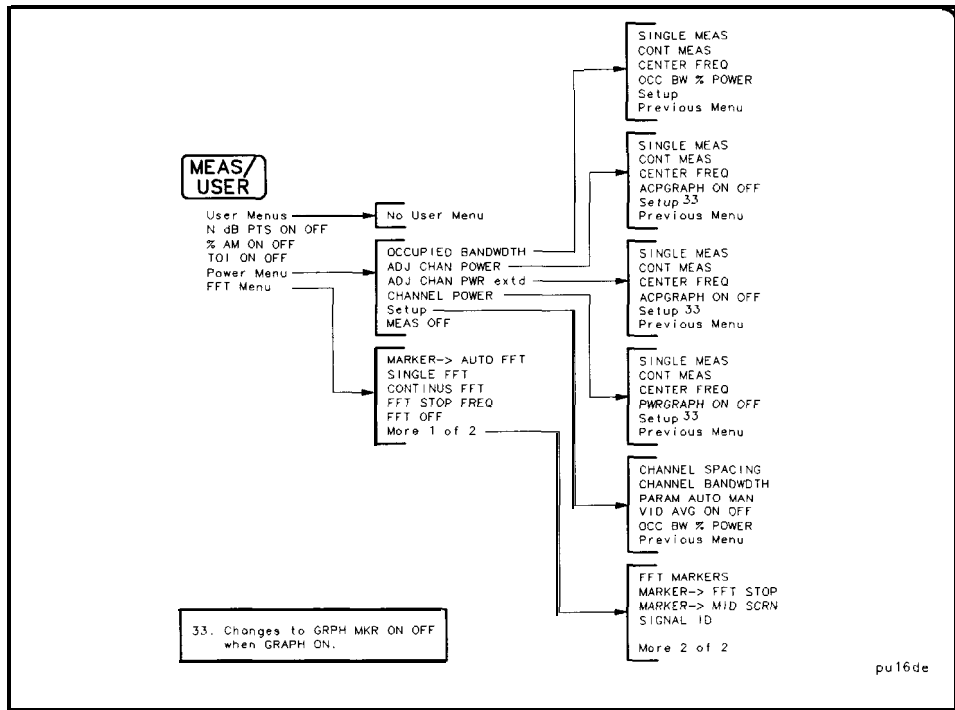 MEAS/
USER
User Menus
N dB PTS ON OFF
% AM ON OFF
TOI ON OFF
Power Menu
FFT Menu
No User Menu
OCCUPIED BANDWDTH
ADJ CHAN POWER
ADJ CHAN PWR extd
CHANNEL POWER
Setup
MEAS OFF
MARKER-> AUTO FFT
SINGLE FFT
CONTINUS FFT
FFT STOP FREQ
FFT OFF
More 1 of 2
SINGLE MEAS
CONT MEAS
CENTER FREQ
OCC BW % POWER
Setup
Previous Menu
SINGLE MEAS
CONT MEAS
CENTER FREQ
ACPGRAPH ON OFF
Setup 33
Previous Menu
SINGLE MEAS
CONT MEAS
CENTER FREQ
ACPGRAPH ON OFF
Setup 33
Previous Menu
SINGLE MEAS
CONT MEAS
CENTER FREQ
PWRGRAPH ON OFF
Setup 33
Previous Menu
CHANNEL SPACING
CHANNEL BANDWDTH
PARAM AUTO MAN
VID AVG ON OFF
OCC BW % POWER
Previous Menu
FFT MARKERS
MARKER-> FFT STOP
MARKER-> MID SCRN
SIGNAL ID
More 2 of 2
33. Changes to GRPH MKR ON OFF
when GRAPH ON.
pu16de